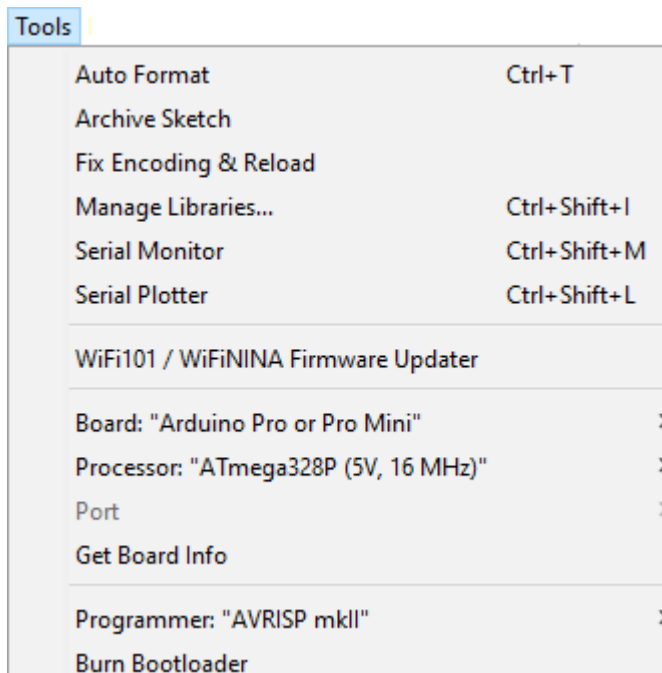 Tools
Auto Format Ctrl+T
Archive Sketch
Fix Encoding & Reload
Manage Libraries... Ctrl+Shift+I
Serial Monitor Ctrl+Shift+M
Serial Plotter Ctrl+Shift+L
WiFi101 / WiFiNINA Firmware Updater
Board: "Arduino Pro or Pro Mini"
Processor: "ATmega328P (5V, 16 MHz)"
Port
Get Board Info
Programmer: "AVRISP mkII"
Burn Bootloader